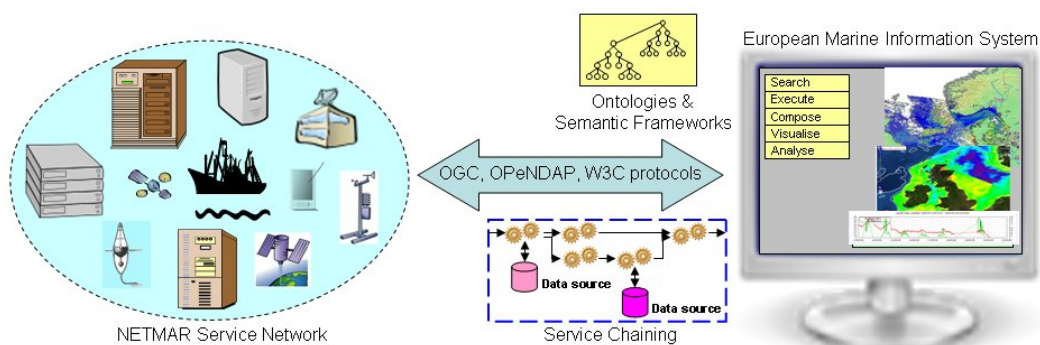 European Marine Information System
Search
Execute
Compose
Visualise
Analyse
Ontologies &
Semantic Frameworks
OGC, OPeNDAP, W3C protocols
Data source
Data source
NETMAR Service Network
Service Chaining